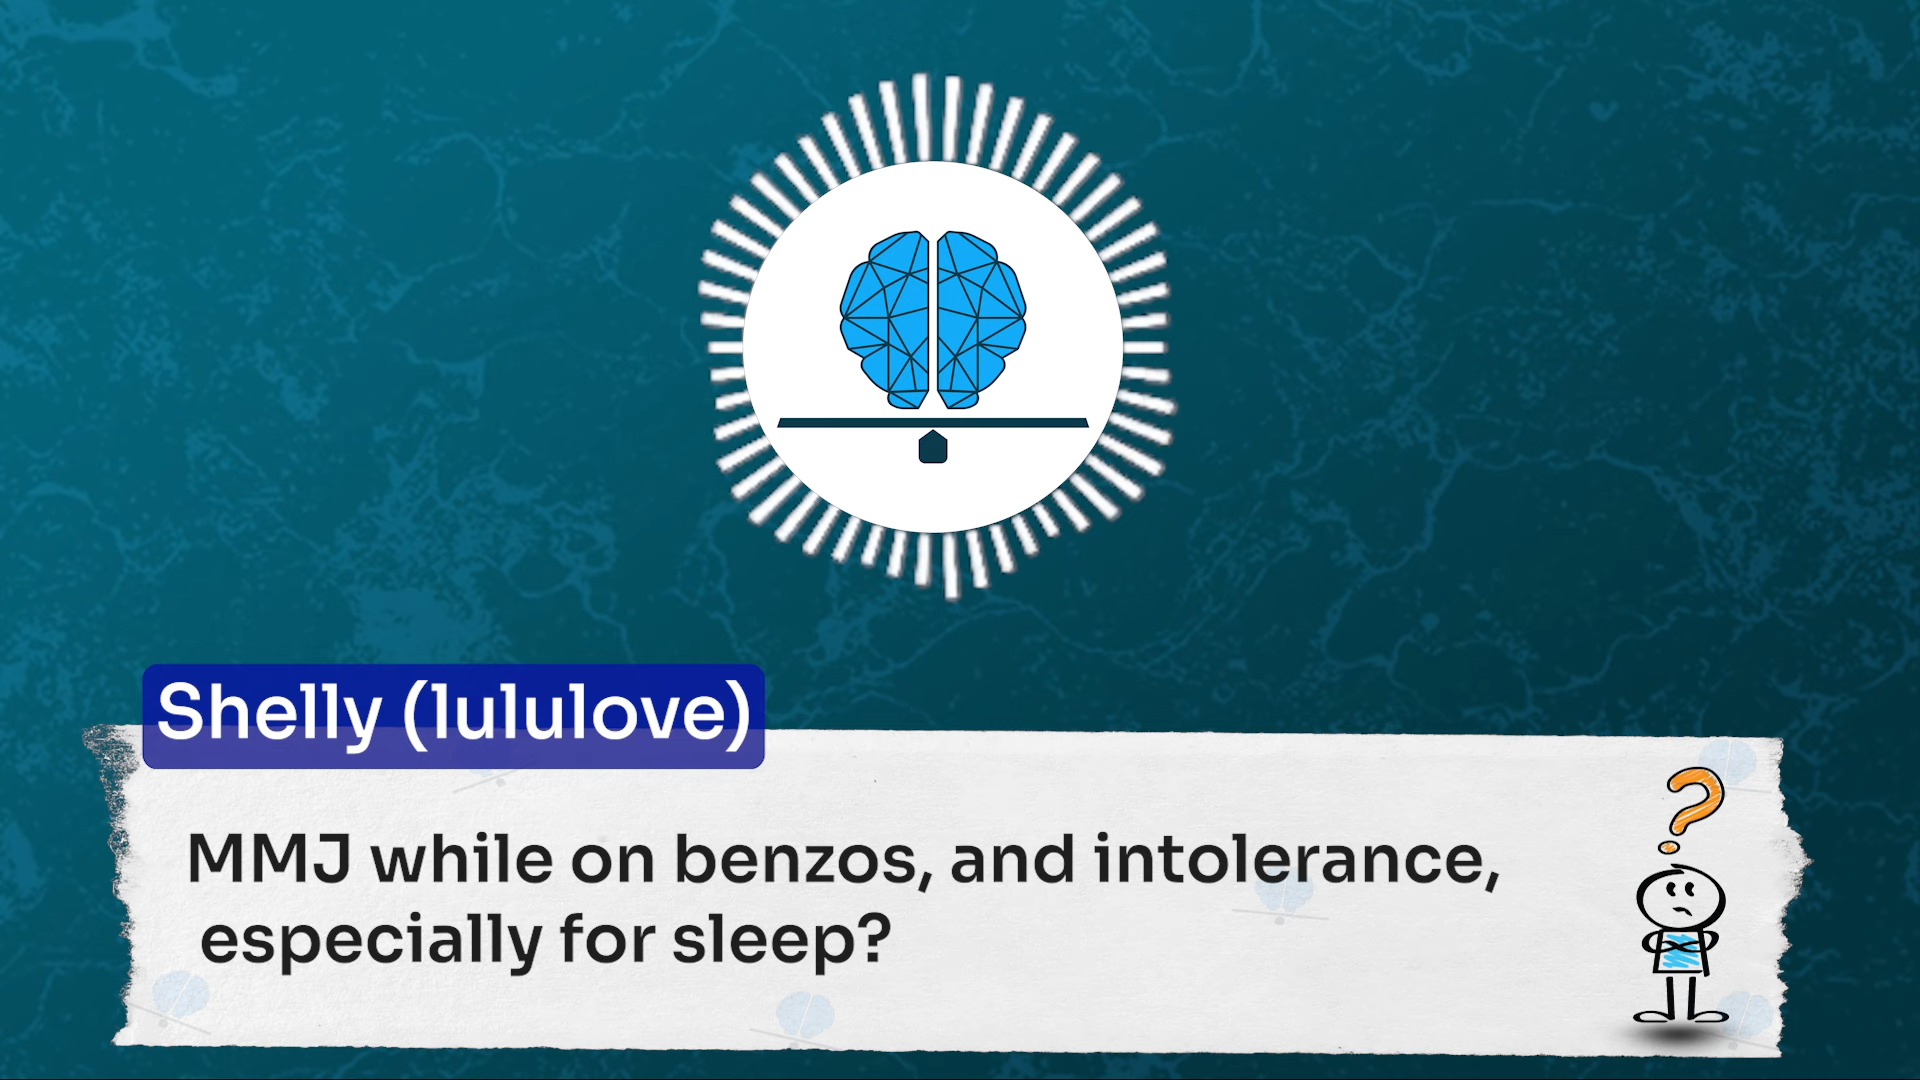 Shelly (lululove)
MMJ while on benzos, and intolerance,
especially for sleep?